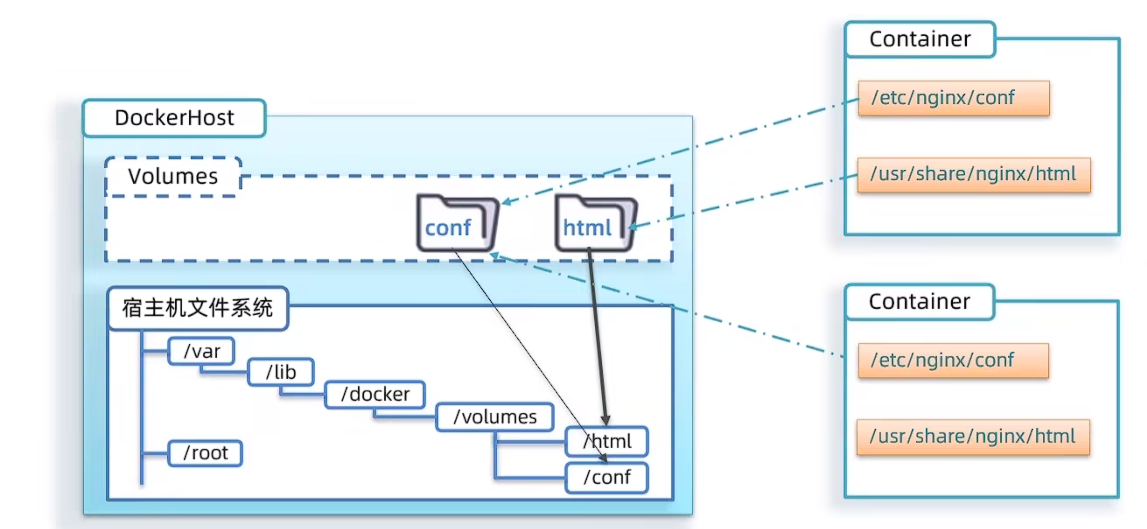 DockerHost
Volumes
conf
html
宿主机文件系统
/var
/lib
/docker
/volumes
/html
/root
/conf
Container
/etc/nginx/conf
/usr/share/nginx/html
Container
/etc/nginx/conf
/usr/share/nginx/html